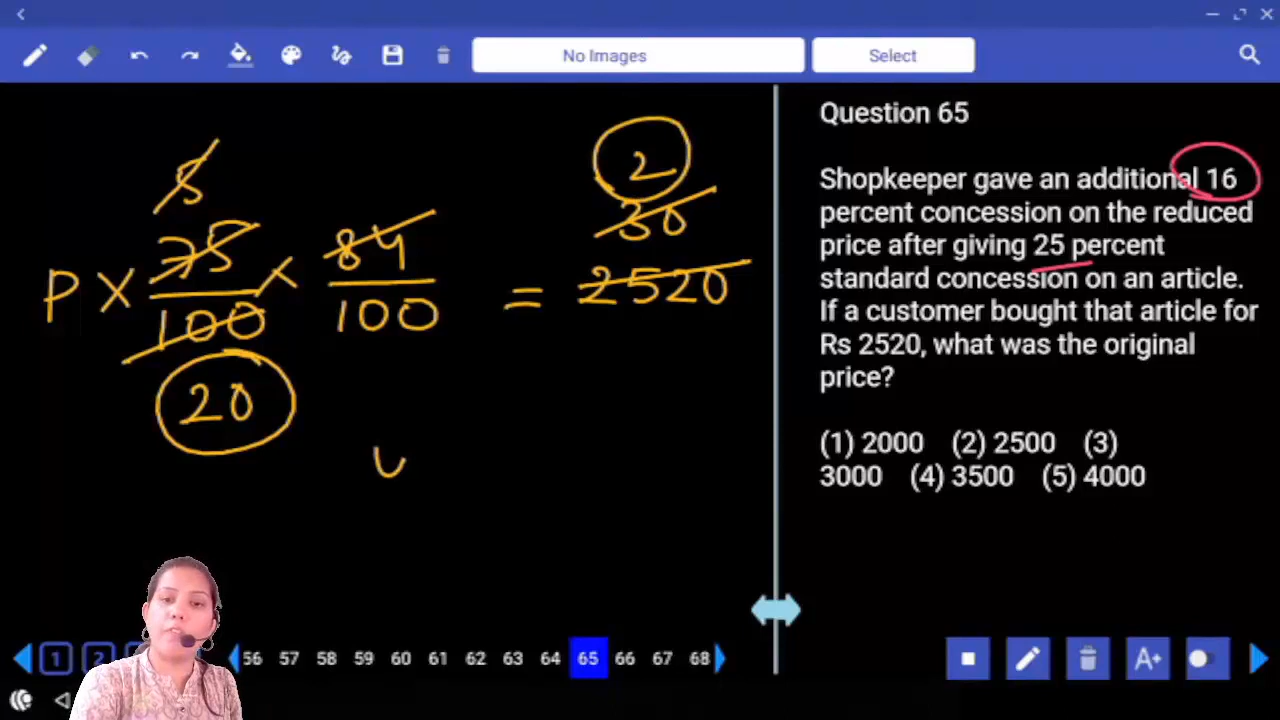 No Images
Select
5
75
P × — × 84 = 2520
100
100
20
2
30
Question 65
Shopkeeper gave an additional 16
percent concession on the reduced
price after giving 25 percent
standard concession on an article.
If a customer bought that article for
Rs 2520, what was the original
price?
(1) 2000 (2) 2500 (3)
3000 (4) 3500 (5) 4000
1 2
56 57 58 59 60 61 62 63 64 65 66 67 68
A+